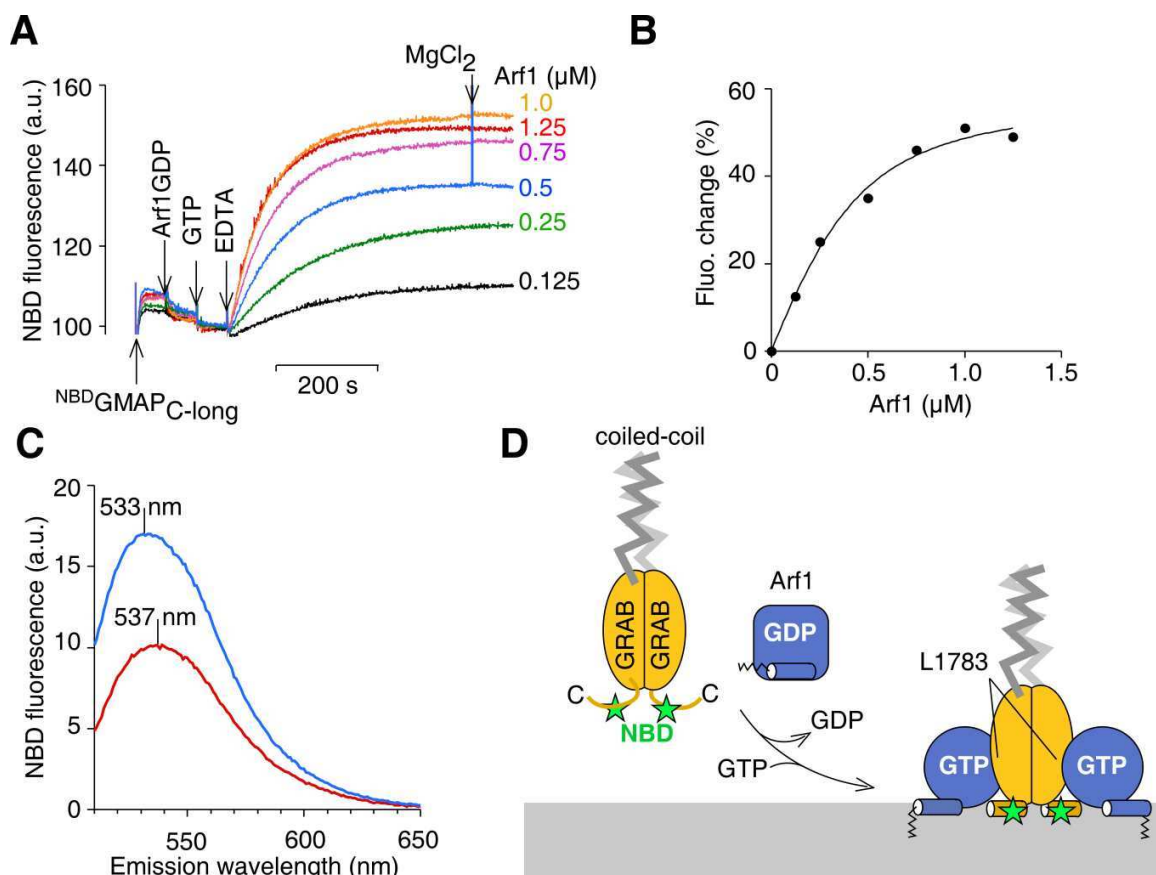 A
NBD fluorescence (a.u.)
160
140
120
100
Arf1GDP
GTP
EDTA
MgCl2
Arf1 (µM)
1.0
1.25
0.75
0.5
0.25
0.125
200 s
NBDGMAPC-long
B
Fluo. change (%)
60
40
20
0
0
0.5
1.0
1.5
Arf1 (µM)
C
NBD fluorescence (a.u.)
20
15
10
5
0
533 nm
537 nm
550
600
650
Emission wavelength (nm)
D
coiled-coil
GRAB
GRAB
C
C
NBD
Arf1
GDP
GDP
GTP
L1783
GTP
GTP